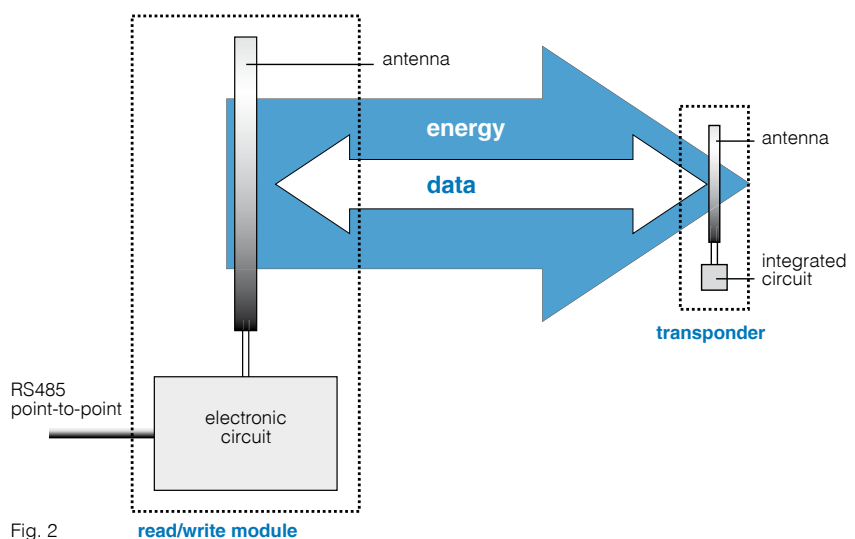 antenna
energy
antenna
data
integrated
circuit
transponder
RS485
point-to-point
electronic
circuit
Fig. 2
read/write module